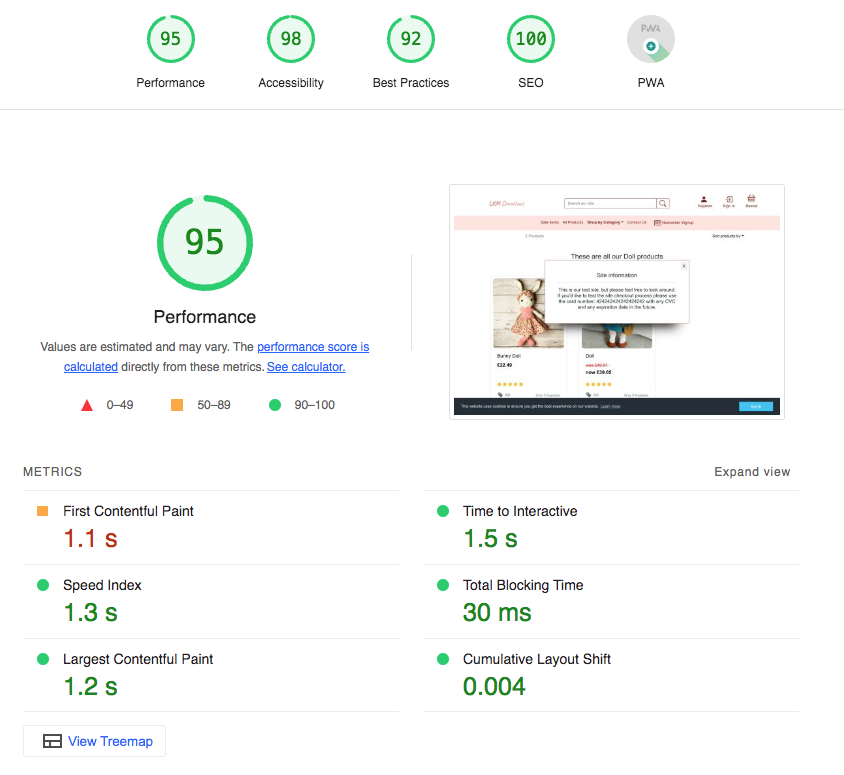 95
98
92
100
PWA
Performance
Accessibility
Best Practices
SEO
PWA
95
Performance
Values are estimated and may vary. The performance score is
calculated directly from these metrics. See calculator.
0–49
50–89
90–100
LRM Creations
Search our site
Register
Sign in
Basket
Sale Items All Products Shop by Category Contact Us Newsletter Signup
Sort products by
These are all our Doll products
x
Site information
This is our test site, but please feel free to look around.
If you'd like to test the site checkout process please use
the card number: 4242424242424242 with any CVC
and any expiration date in the future.
Bunny Doll
£22.49
Doll
now £39.65
This website uses cookies to ensure you get the best experience on our website. Learn more
Got it!
METRICS
Expand view
First Contentful Paint
1.1 s
Time to Interactive
1.5 s
Speed Index
1.3 s
Total Blocking Time
30 ms
Largest Contentful Paint
1.2 s
Cumulative Layout Shift
0.004
View Treemap